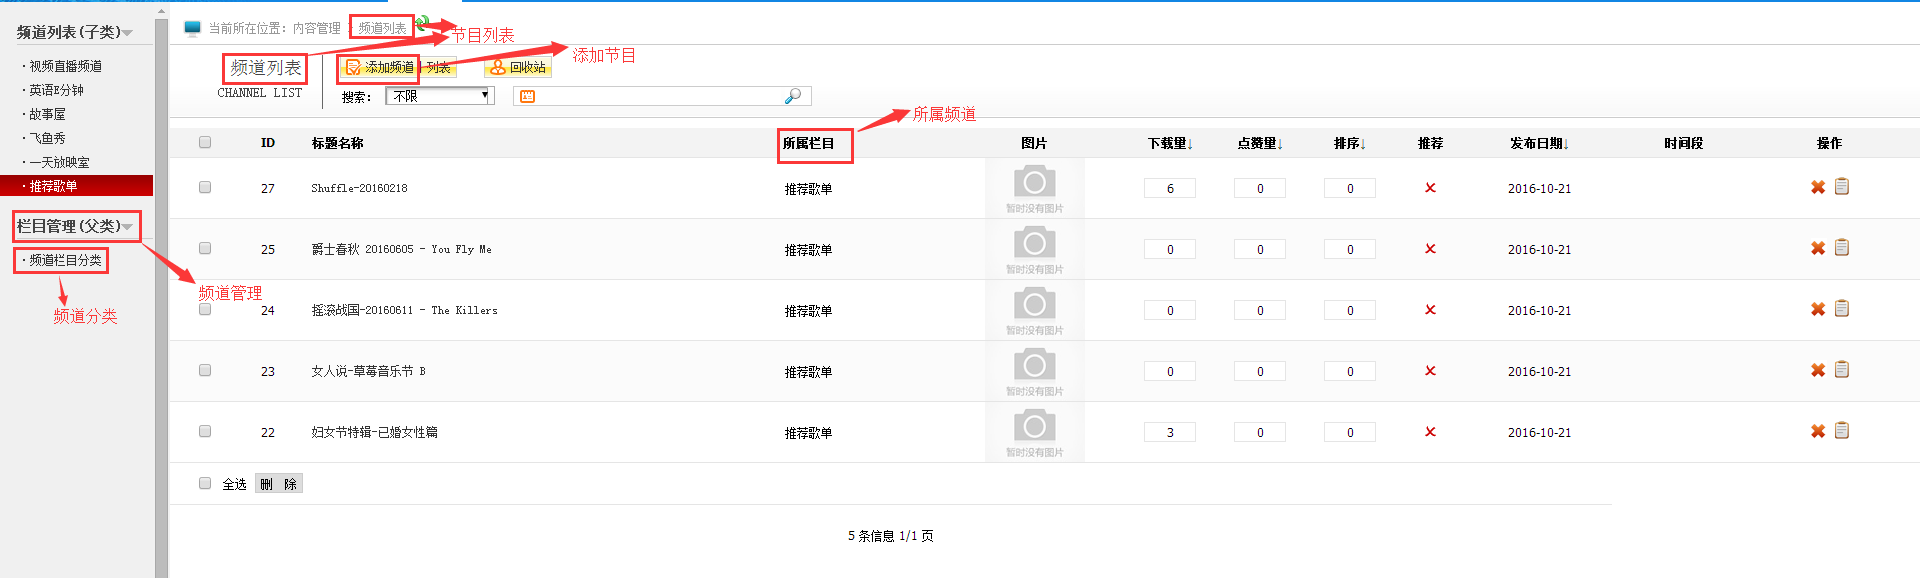 频道列表(子类)
· 视频直播频道
· 英语E分钟
· 故事屋
· 飞鱼秀
· 一天放映室
· 推荐歌单
栏目管理(父类)
· 频道栏目分类
频道分类
频道管理
当前所在位置: 内容管理 频道列表
节目列表
频道列表
CHANNEL LIST
添加频道 | 列表
回收站
添加节目
搜索:
不限
所属频道
ID 标题名称 所属栏目 图片 下载量↓ 点赞量↓ 排序↓ 推荐 发布日期↓ 时间段 操作
27 Shuffle-20160218 推荐歌单 暂时没有图片 6 0 0 2016-10-21
25 爵士春秋 20160605 - You Fly Me 推荐歌单 暂时没有图片 0 0 0 2016-10-21
24 摇滚战国-20160611 - The Killers 推荐歌单 暂时没有图片 0 0 0 2016-10-21
23 女人说-草莓音乐节 B 推荐歌单 暂时没有图片 0 0 0 2016-10-21
22 妇女节特辑-已婚女性篇 推荐歌单 暂时没有图片 3 0 0 2016-10-21
全选 删 除
5 条信息 1/1 页